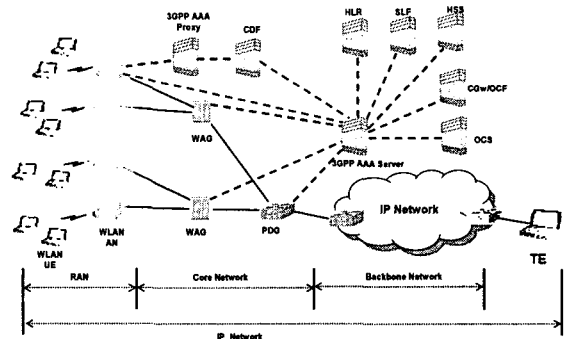 3GPP AAA
Proxy
CDF
HLR
SLF
HSS
CGw/OCF
WAG
3GPP AAA Server
OCS
WLAN
AN
WAG
PDG
IP Network
WLAN
UE
TE
RAN
Core Network
Backbone Network
IP Network